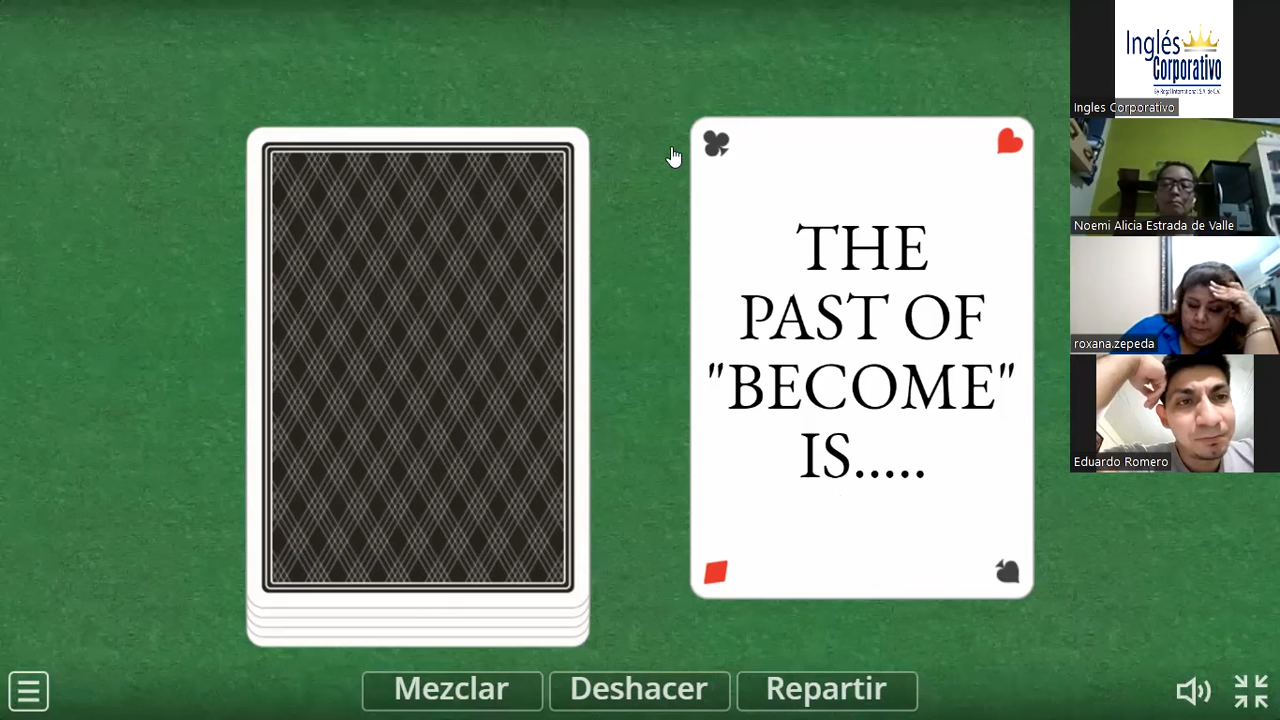 THE
PAST OF
"BECOME"
IS.....
Mezclar
Deshacer
Repartir
Inglés
Corporativo
Ingles Corporativo
Noemi Alicia Estrada de Valle
roxana.zepeda
Eduardo Romero